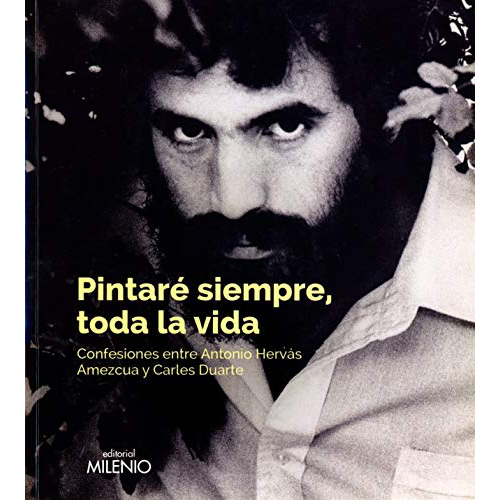 Pintaré siempre,
toda la vida
Confesiones entre Antonio Hervás
Amezcua y Carles Duarte
editorial
MILENIO